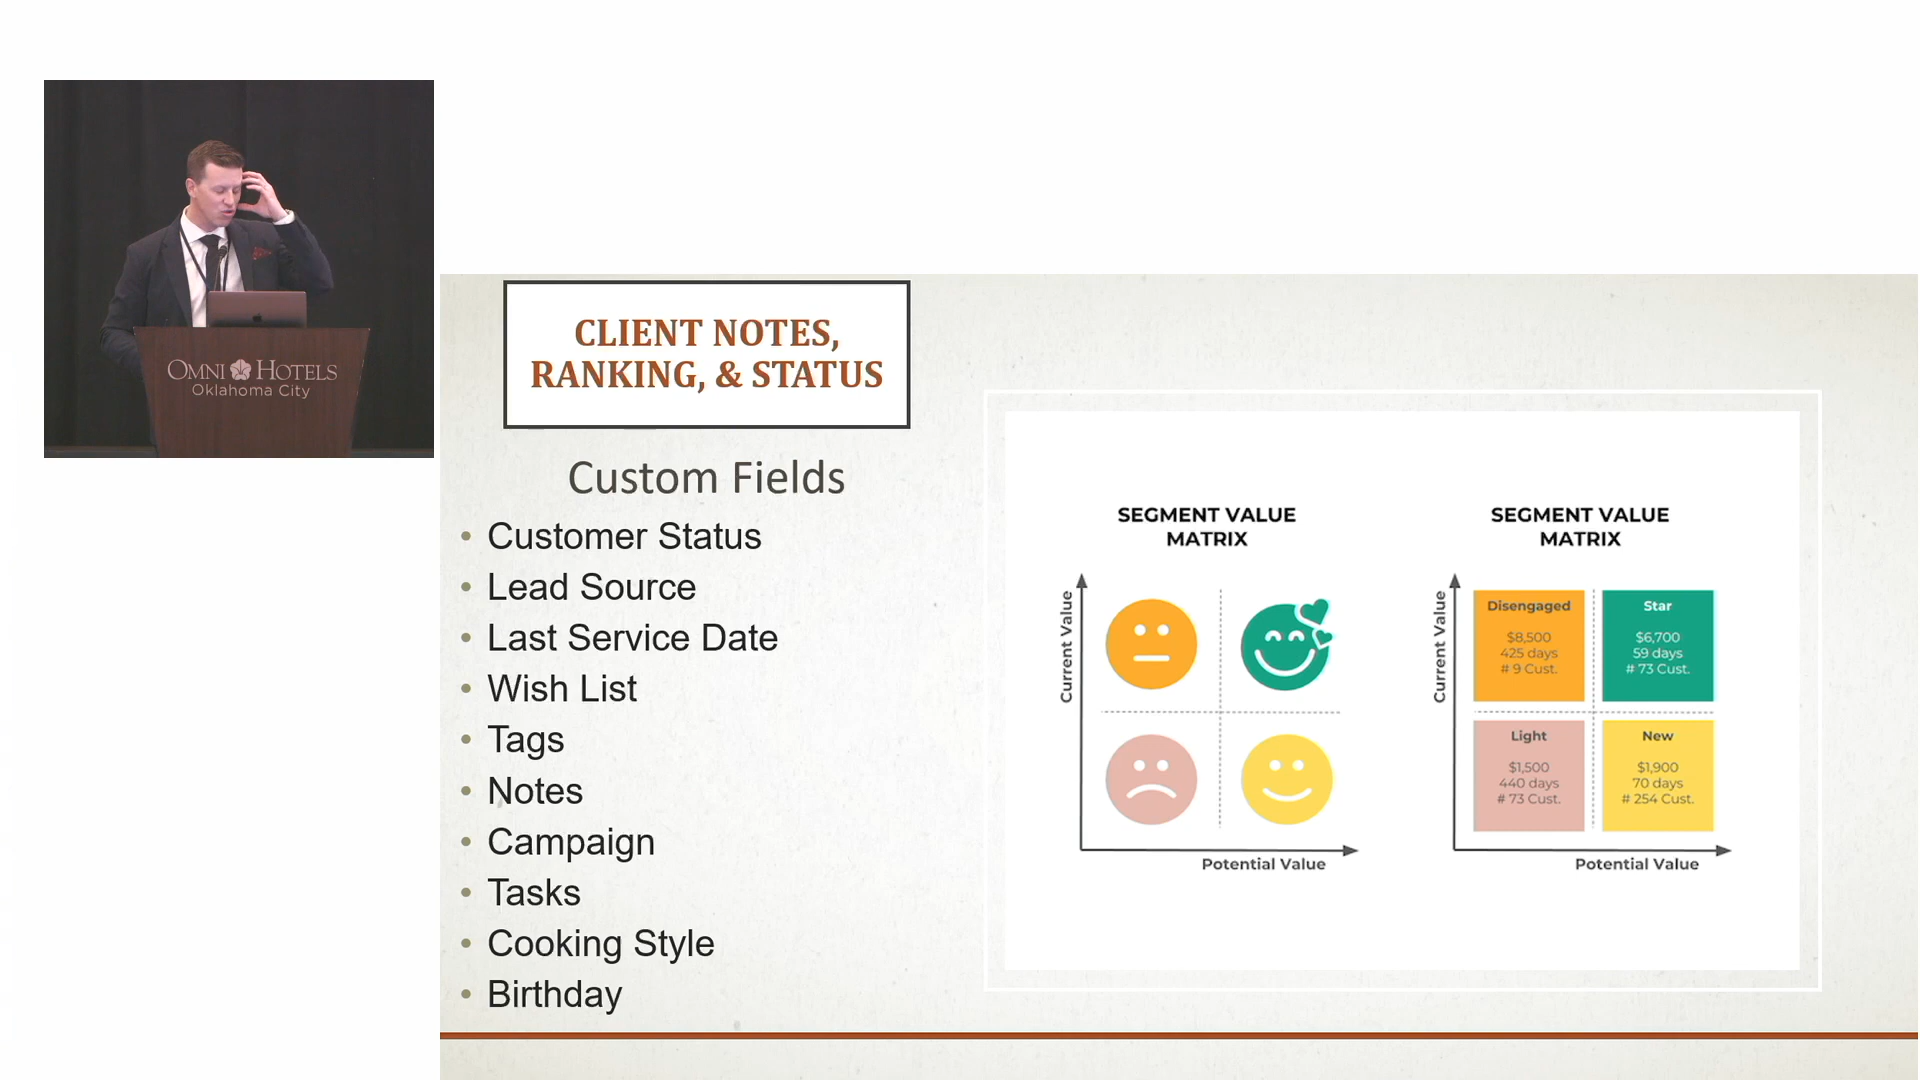 OMNI HOTELS
Oklahoma City
CLIENT NOTES,
RANKING, & STATUS
Custom Fields
• Customer Status
• Lead Source
• Last Service Date
• Wish List
• Tags
• Notes
• Campaign
• Tasks
• Cooking Style
• Birthday
SEGMENT VALUE
MATRIX
Current Value
Potential Value
SEGMENT VALUE
MATRIX
Current Value
Disengaged
$8,500
425 days
# 9 Cust.
Star
$6,700
59 days
# 73 Cust.
Light
$1,500
440 days
# 73 Cust.
New
$1,900
70 days
# 254 Cust.
Potential Value